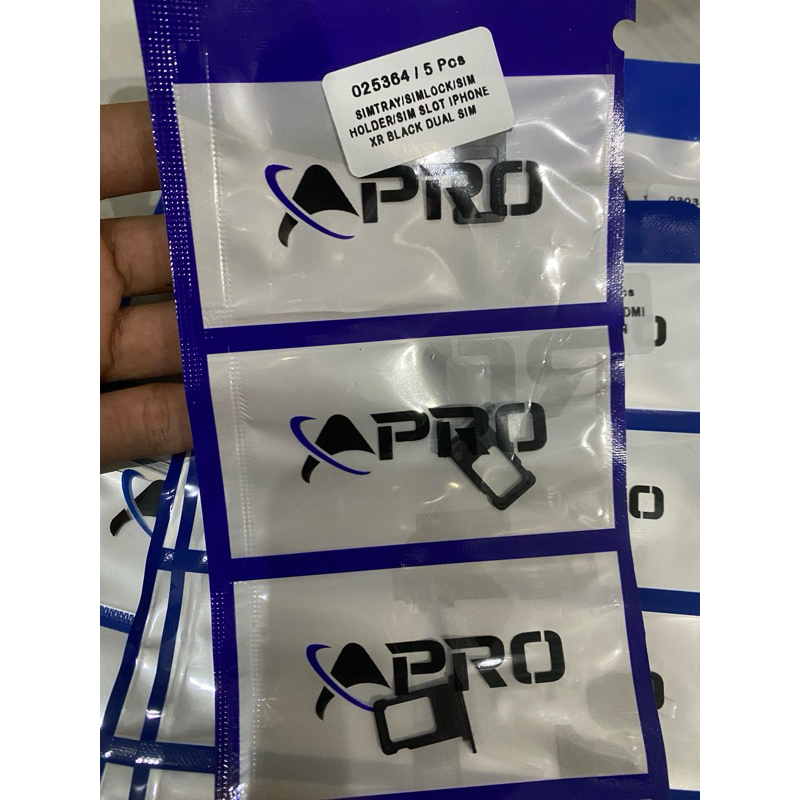 025364 / 5 Pcs
SIMTRAY/SIMLOCK/SIM
HOLDER/SIM SLOT IPHONE
XR BLACK DUAL SIM
APRO
APRO
APRO